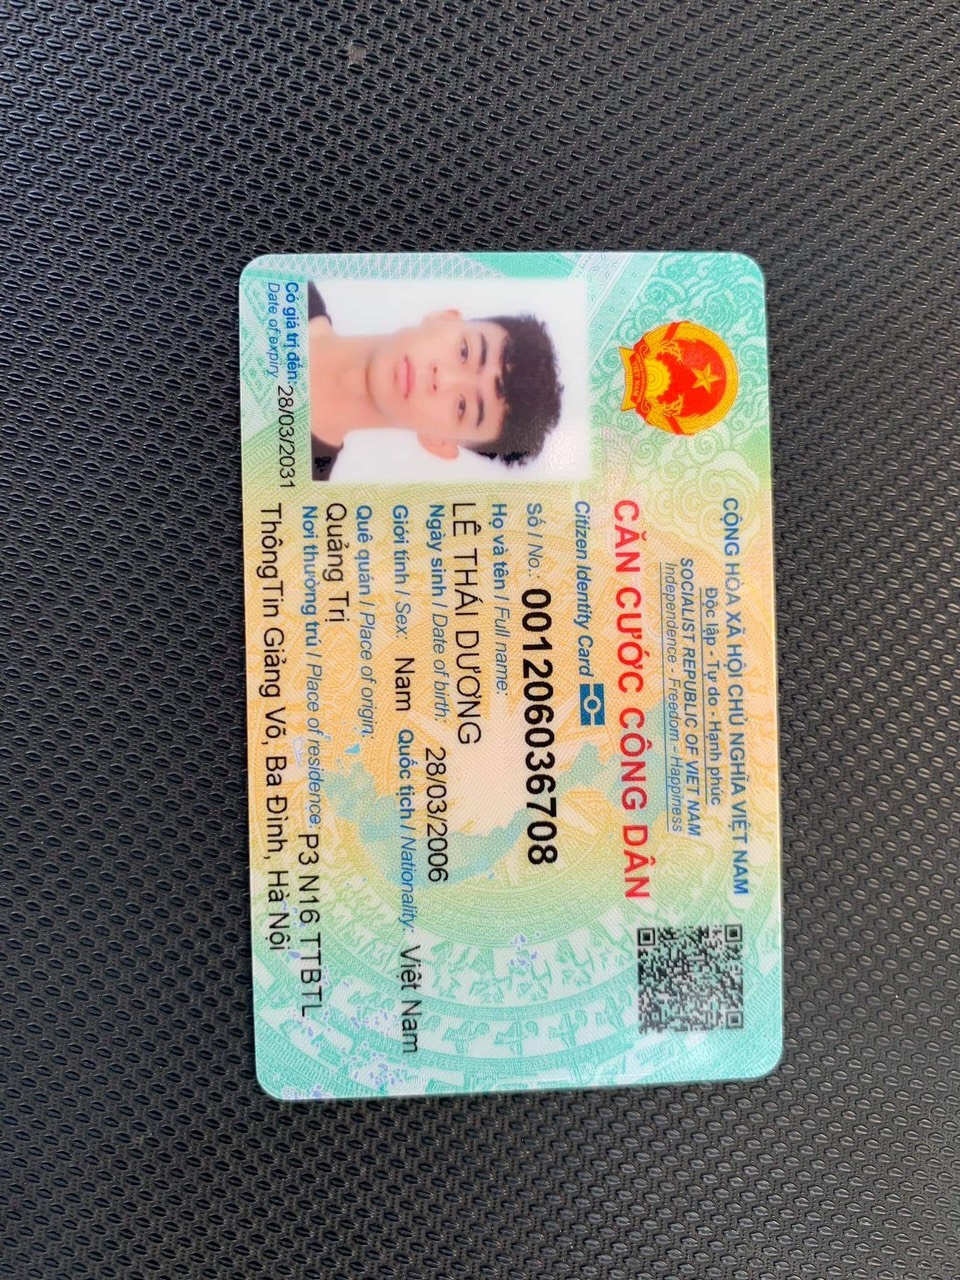 CỘNG HÒA XÃ HỘI CHỦ NGHĨA VIỆT NAM
Độc lập - Tự do - Hạnh phúc
SOCIALIST REPUBLIC OF VIET NAM
Independence - Freedom - Happiness
CĂN CƯỚC CÔNG DÂN
Citizen Identity Card
Số / No.: 001206036708
Họ và tên / Full name:
LÊ THÁI DƯƠNG
Ngày sinh / Date of birth: 28/03/2006
Giới tính / Sex: Nam Quốc tịch / Nationality: Việt Nam
Quê quán / Place of origin:
Quảng Trị
Nơi thường trú / Place of residence: P3 N16 TTBTL
ThôngTin Giảng Võ, Ba Đình, Hà Nội
Có giá trị đến: 28/03/2031
Date of expiry
VIỆT NAM